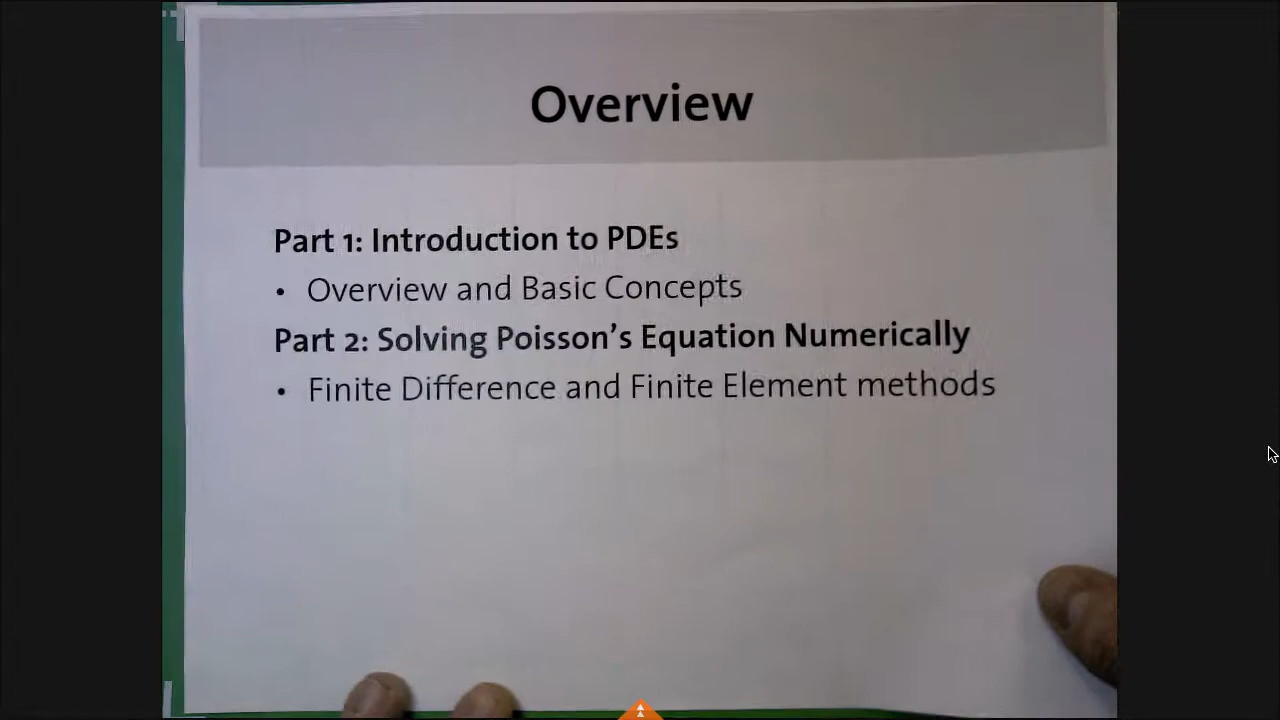 Overview
Part 1: Introduction to PDEs
• Overview and Basic Concepts
Part 2: Solving Poisson's Equation Numerically
• Finite Difference and Finite Element methods